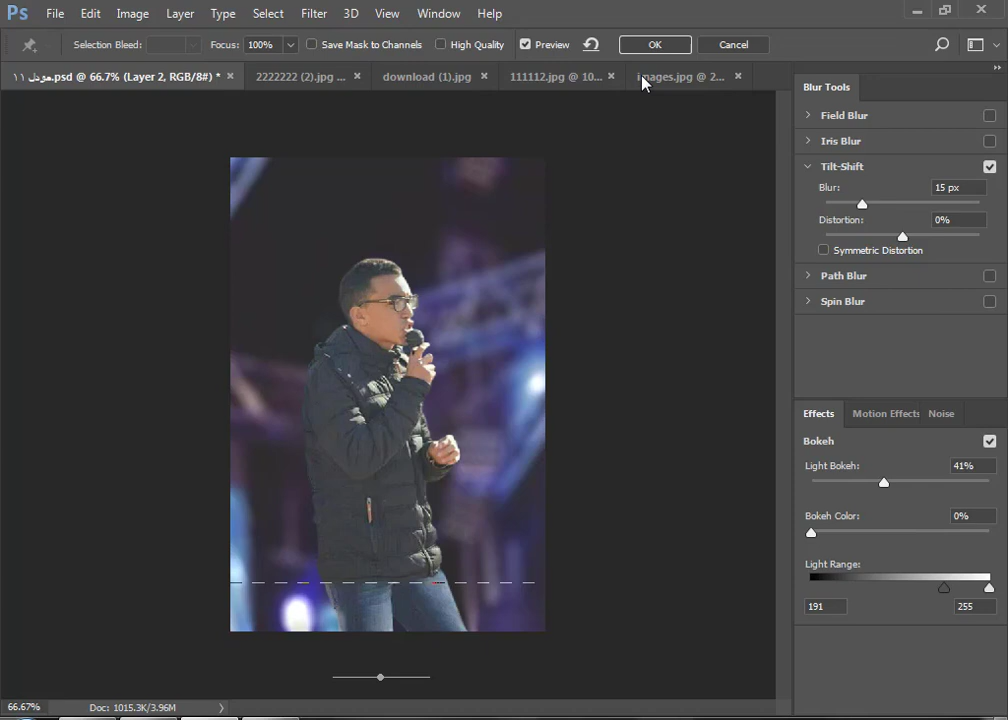 Ps File Edit Image Layer Type Select Filter 3D View Window Help
Selection Bleed: Focus: 100% Save Mask to Channels High Quality Preview OK Cancel
مودل ١١.psd @ 66.7% (Layer 2, RGB/8#) * 2222222 (2).jpg ... download (1).jpg 111112.jpg @ 10... images.jpg @ 2...
Blur Tools
Field Blur
Iris Blur
Tilt-Shift
Blur: 15 px
Distortion: 0%
Symmetric Distortion
Path Blur
Spin Blur
Effects Motion Effects Noise
Bokeh
Light Bokeh: 41%
Bokeh Color: 0%
Light Range:
191 255
66.67% Doc: 1015.3K/3.96M